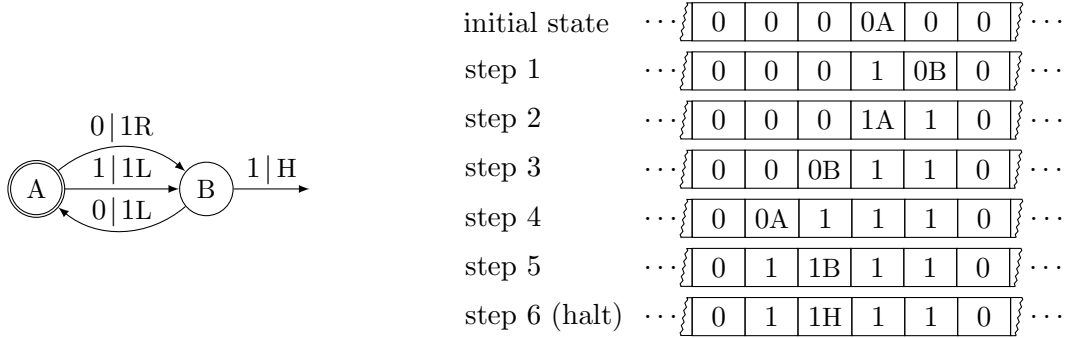 0|1R
1|1L
0|1L
A
B
1|H
initial state ··· 0 0 0 0A 0 0 ···
step 1 ··· 0 0 0 1 0B 0 ···
step 2 ··· 0 0 0 1A 1 0 ···
step 3 ··· 0 0 0B 1 1 0 ···
step 4 ··· 0 0A 1 1 1 0 ···
step 5 ··· 0 1 1B 1 1 0 ···
step 6 (halt) ··· 0 1 1H 1 1 0 ···